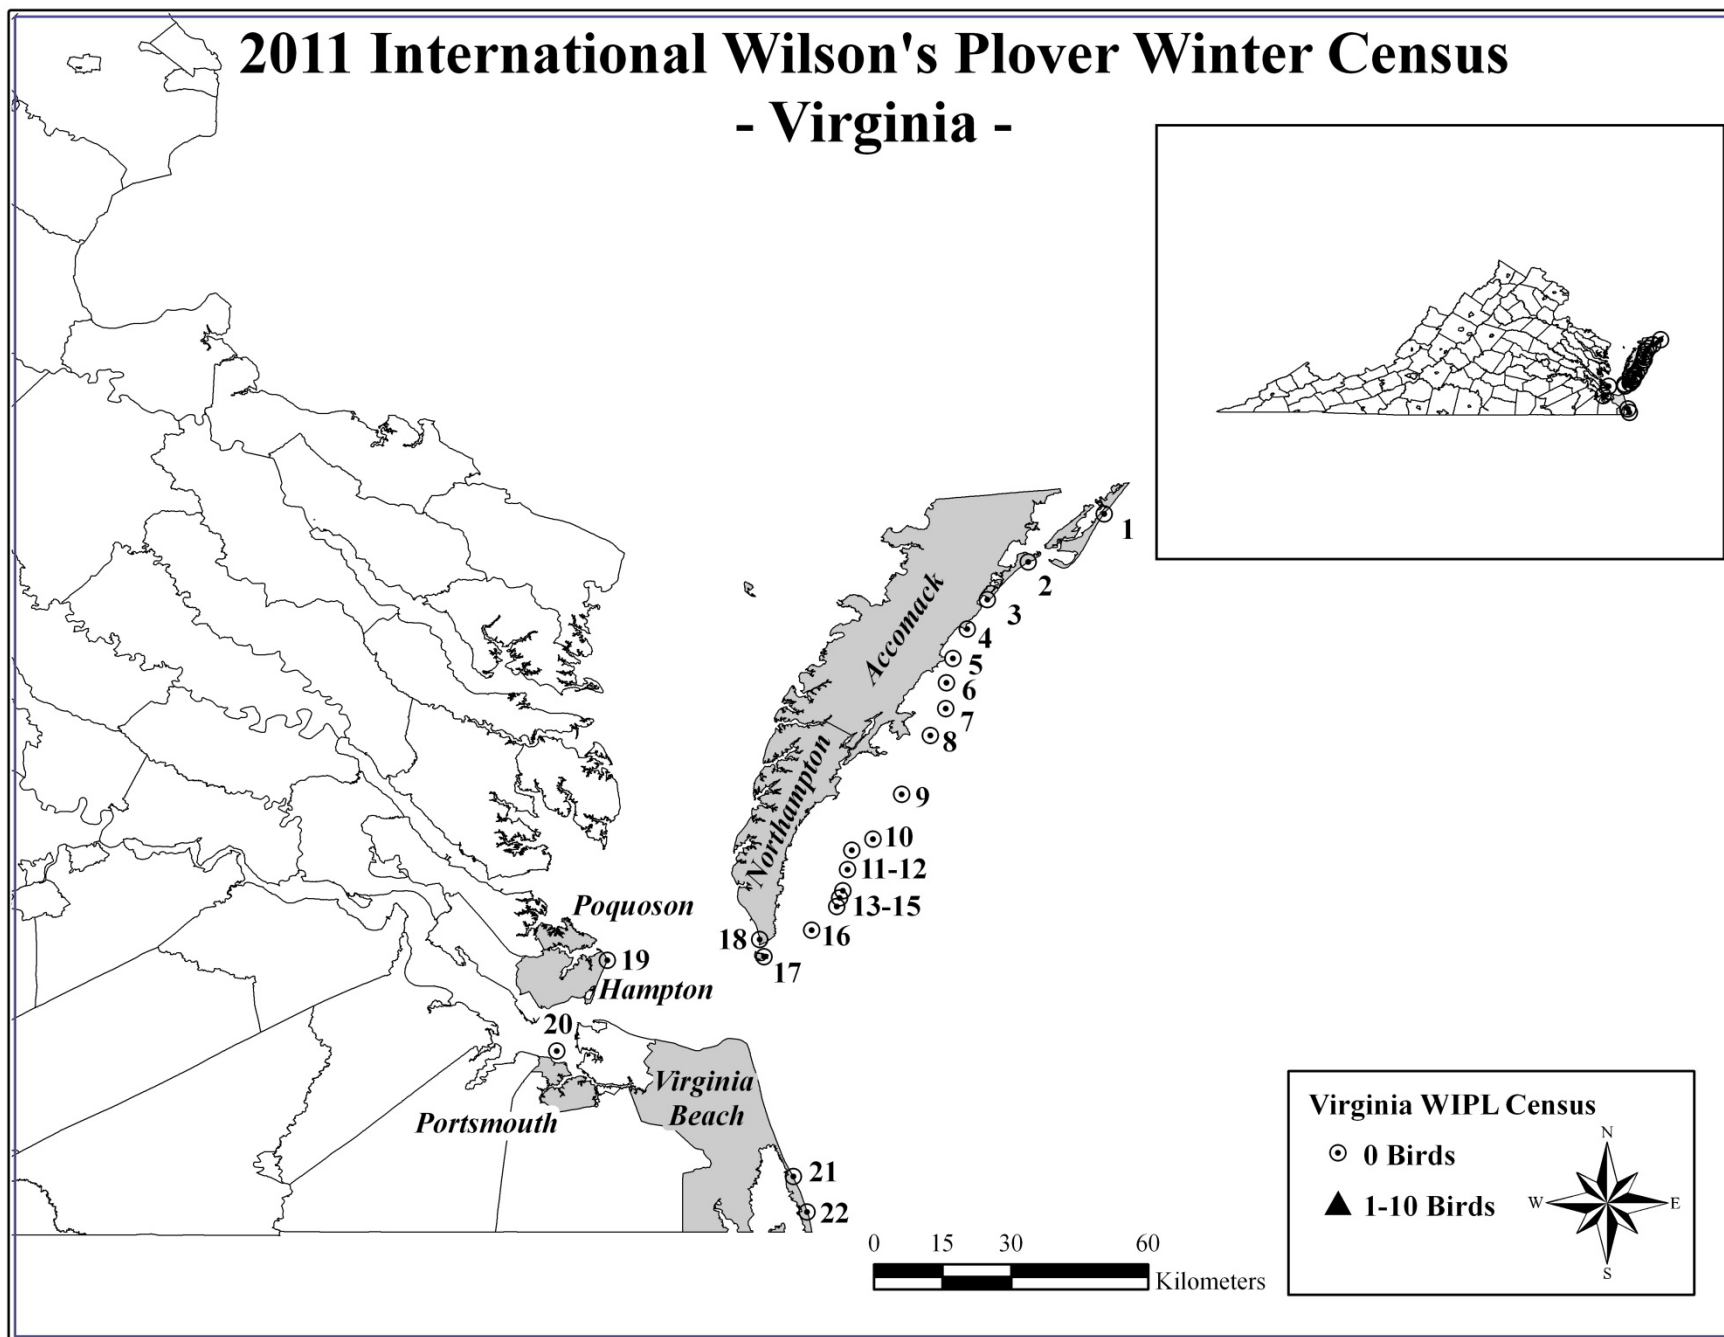 2011 International Wilson's Plover Winter Census
- Virginia -
1
2
3
4
5
6
7
8
9
10
11-12
13-15
16
17
18
19
20
21
22
Accomack
Northampton
Poquoson
Hampton
Portsmouth
Virginia
Beach
0 15 30 60
Kilometers
Virginia WIPL Census
0 Birds
1-10 Birds
N
W E
S